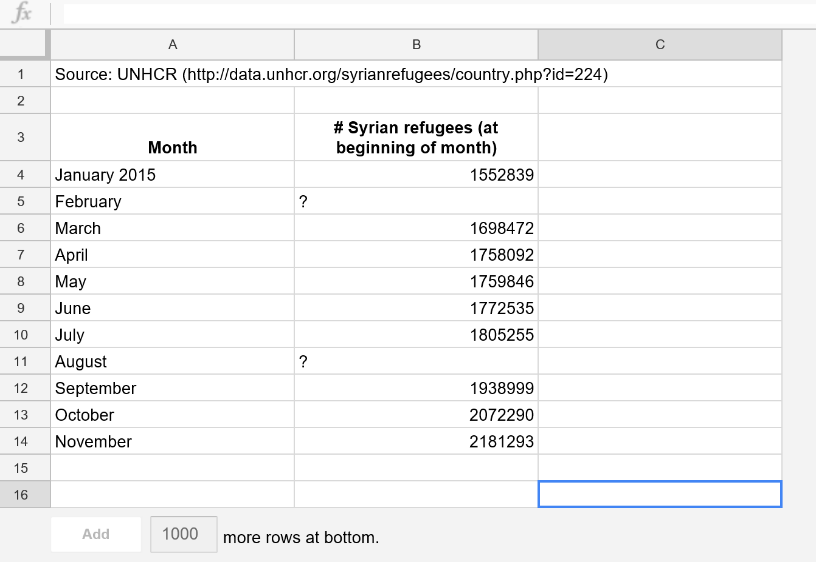 fx
A B C
1 Source: UNHCR (http://data.unhcr.org/syrianrefugees/country.php?id=224)
2
3 Month # Syrian refugees (at
beginning of month)
4 January 2015 1552839
5 February ?
6 March 1698472
7 April 1758092
8 May 1759846
9 June 1772535
10 July 1805255
11 August ?
12 September 1938999
13 October 2072290
14 November 2181293
15
16
Add 1000 more rows at bottom.